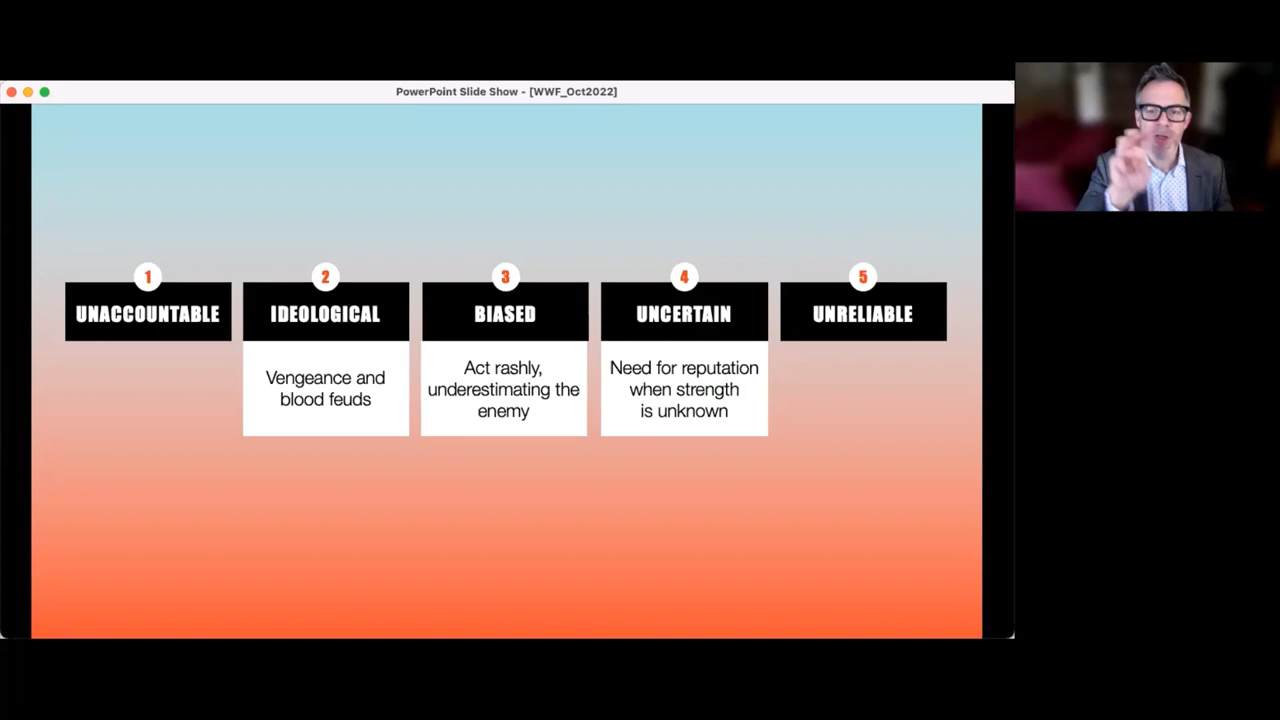 PowerPoint Slide Show - [WWF_Oct2022]
1
UNACCOUNTABLE
2
IDEOLOGICAL
Vengeance and
blood feuds
3
BIASED
Act rashly,
underestimating the
enemy
4
UNCERTAIN
Need for reputation
when strength
is unknown
5
UNRELIABLE